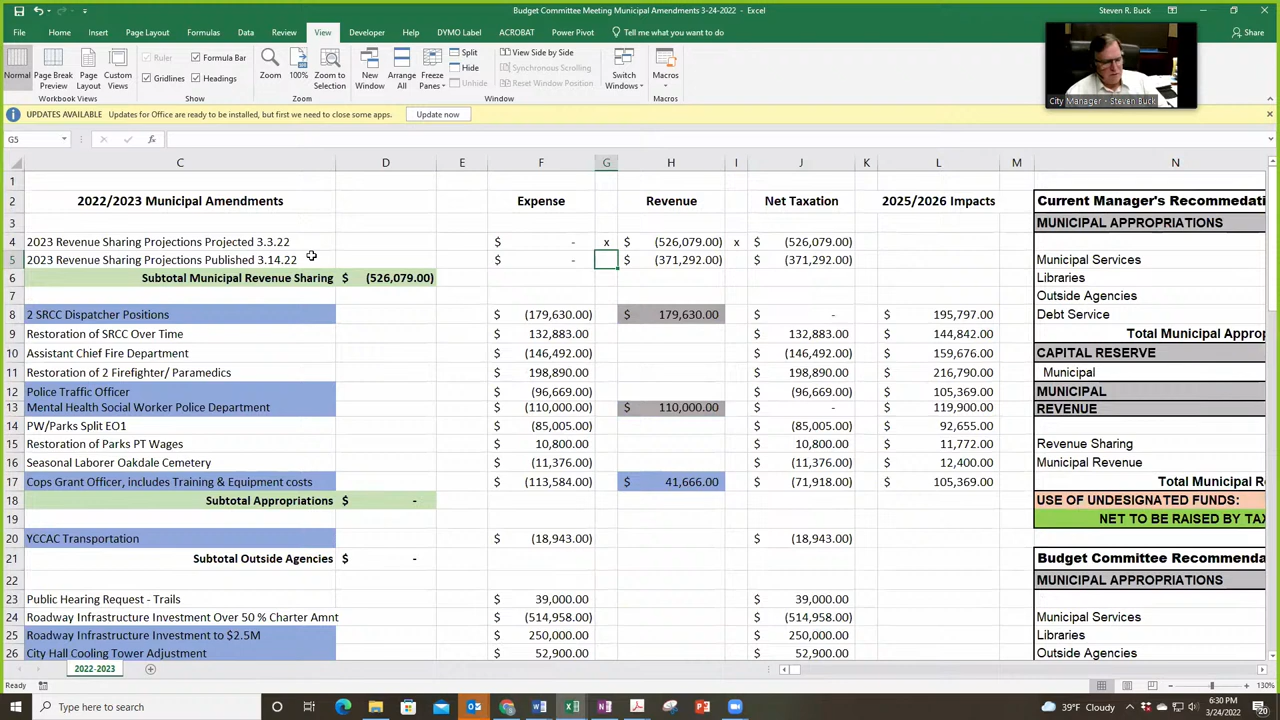 Budget Committee Meeting Municipal Amendments 3-24-2022 - Excel
Steven R. Buck
File Home Insert Page Layout Formulas Data Review View Developer Help DYMO Label ACROBAT Power Pivot Tell me what you want to do Share
Normal Page Break Preview Page Layout Custom Views
Ruler Formula Bar
Gridlines Headings
Zoom 100% Zoom to Selection
New Window Arrange All Freeze Panes
Split
Hide
Unhide
View Side by Side
Synchronous Scrolling
Reset Window Position
Switch Windows Macros
Workbook Views Show Zoom Window Macros
City Manager - Steven Buck
UPDATES AVAILABLE Updates for Office are ready to be installed, but first we need to close some apps. Update now
G5 fx
C D E F G H I J K L M N
1
2 2022/2023 Municipal Amendments Expense Revenue Net Taxation 2025/2026 Impacts Current Manager's Recommedati
3 MUNICIPAL APPROPRIATIONS
4 2023 Revenue Sharing Projections Projected 3.3.22 $ - x $ (526,079.00) x $ (526,079.00)
5 2023 Revenue Sharing Projections Published 3.14.22 $ - $ (371,292.00) $ (371,292.00) Municipal Services
6 Subtotal Municipal Revenue Sharing $ (526,079.00) Libraries
7 Outside Agencies
8 2 SRCC Dispatcher Positions $ (179,630.00) $ 179,630.00 $ - $ 195,797.00 Debt Service
9 Restoration of SRCC Over Time $ 132,883.00 $ 132,883.00 $ 144,842.00 Total Municipal Approp
10 Assistant Chief Fire Department $ (146,492.00) $ (146,492.00) $ 159,676.00 CAPITAL RESERVE
11 Restoration of 2 Firefighter/ Paramedics $ 198,890.00 $ 198,890.00 $ 216,790.00 Municipal
12 Police Traffic Officer $ (96,669.00) $ (96,669.00) $ 105,369.00 MUNICIPAL
13 Mental Health Social Worker Police Department $ (110,000.00) $ 110,000.00 $ - $ 119,900.00 REVENUE
14 PW/Parks Split EO1 $ (85,005.00) $ (85,005.00) $ 92,655.00
15 Restoration of Parks PT Wages $ 10,800.00 $ 10,800.00 $ 11,772.00 Revenue Sharing
16 Seasonal Laborer Oakdale Cemetery $ (11,376.00) $ (11,376.00) $ 12,400.00 Municipal Revenue
17 Cops Grant Officer, includes Training & Equipment costs $ (113,584.00) $ 41,666.00 $ (71,918.00) $ 105,369.00 Total Municipal R
18 Subtotal Appropriations $ - USE OF UNDESIGNATED FUNDS:
19 NET TO BE RAISED BY TAX
20 YCCAC Transportation $ (18,943.00) $ (18,943.00)
21 Subtotal Outside Agencies $ - Budget Committee Recommenda
22 MUNICIPAL APPROPRIATIONS
23 Public Hearing Request - Trails $ 39,000.00 $ 39,000.00
24 Roadway Infrastructure Investment Over 50 % Charter Amnt $ (514,958.00) $ (514,958.00) Municipal Services
25 Roadway Infrastructure Investment to $2.5M $ 250,000.00 $ 250,000.00 Libraries
26 City Hall Cooling Tower Adjustment $ 52,900.00 $ 52,900.00 Outside Agencies
2022-2023
Ready 130%
Type here to search 39°F Cloudy 6:30 PM
3/24/2022 20